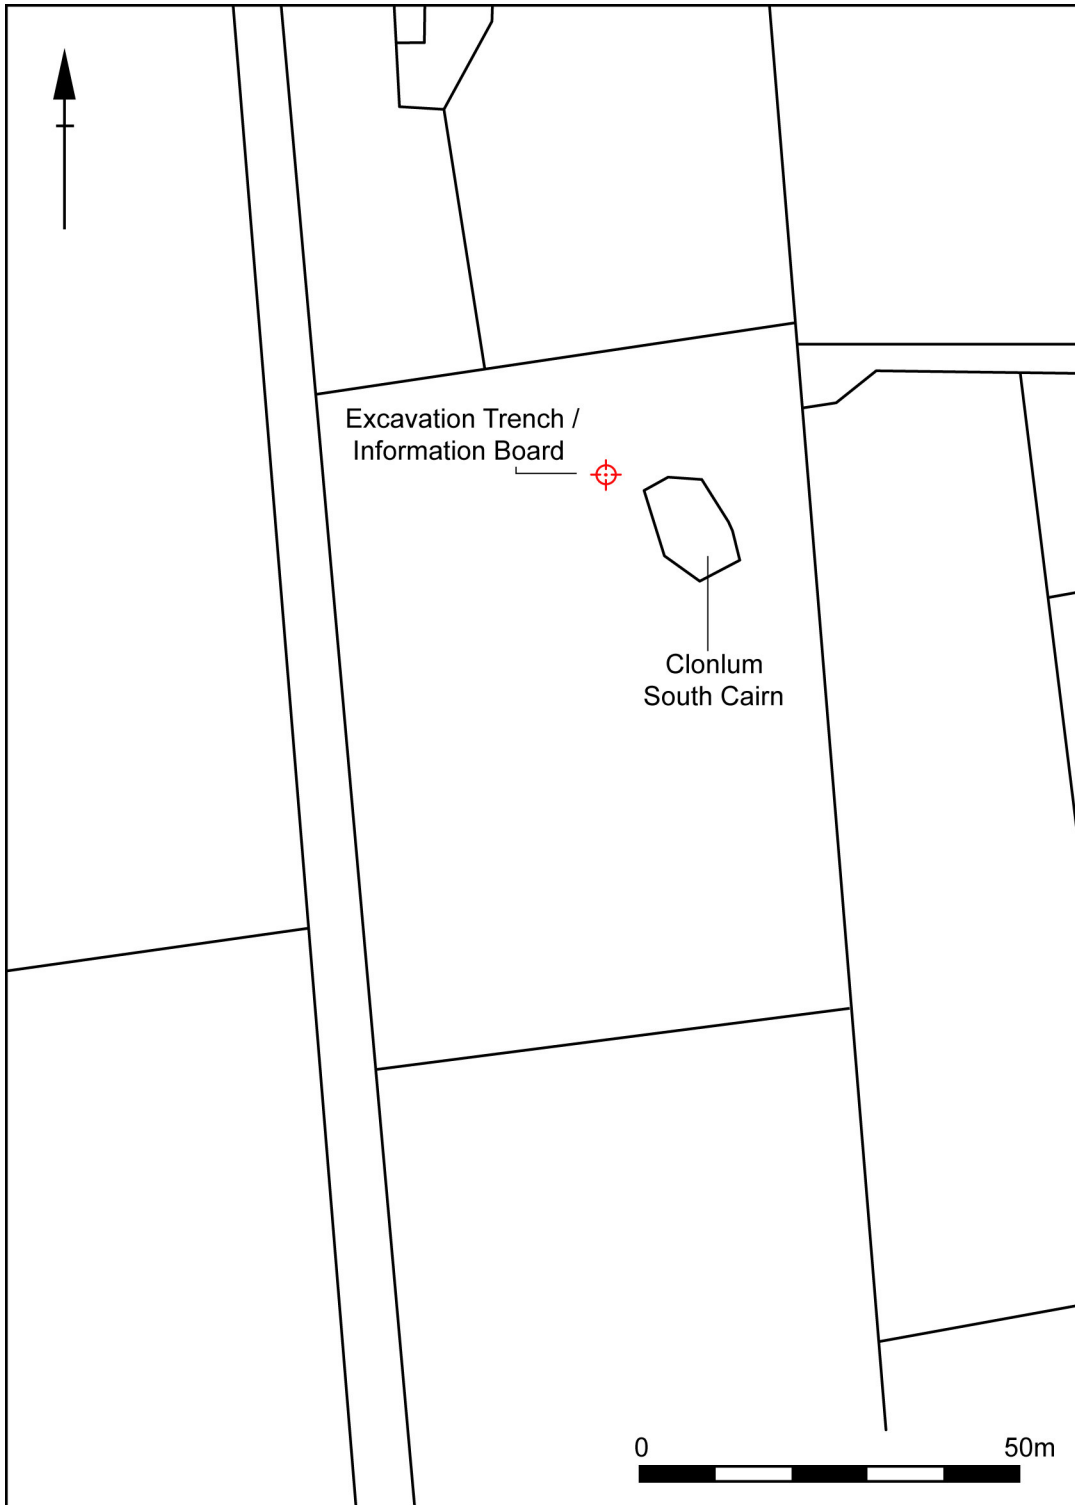 Excavation Trench /
Information Board
Clonlum
South Cairn
0 50m